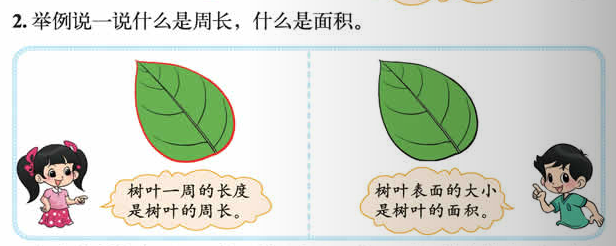 2. 举例说一说什么是周长，什么是面积。
树叶一周的长度
是树叶的周长。
树叶表面的大小
是树叶的面积。